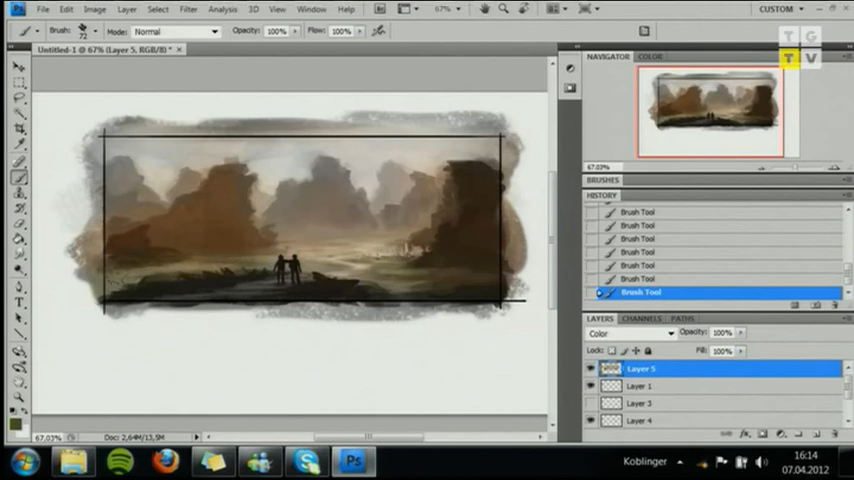 Ps File Edit Image Layer Select Filter Analysis 3D View Window Help 67% CUSTOM
Brush: 72 Mode: Normal Opacity: 100% Flow: 100%
TG
TV
Untitled-1 @ 67% (Layer 5, RGB/8) *
NAVIGATOR COLOR
67.03%
BRUSHES
HISTORY
Brush Tool
Brush Tool
Brush Tool
Brush Tool
Brush Tool
Brush Tool
Brush Tool
LAYERS CHANNELS PATHS
Color Opacity: 100%
Lock: Fill: 100%
Layer 5
Layer 1
Layer 3
Layer 4
67,03% Doc: 2,64M/13,5M
Ps Koblinger 16:14
07.04.2012